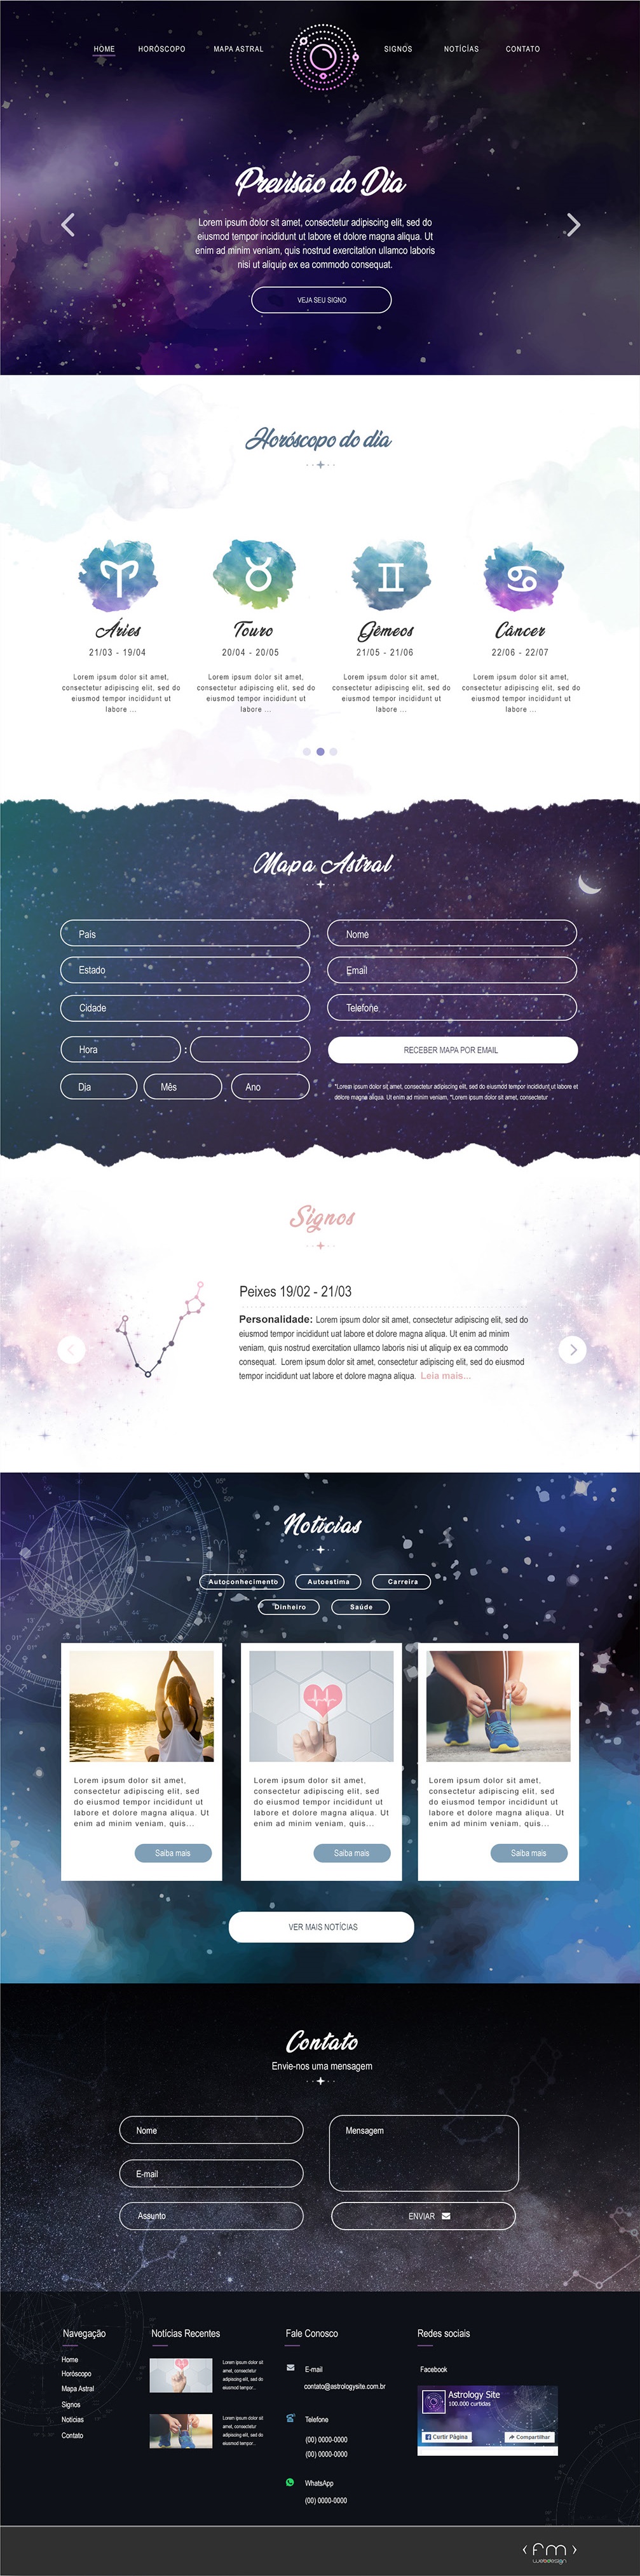 HOME HORÓSCOPO MAPA ASTRAL SIGNOS NOTÍCIAS CONTATO
Previsão do Dia
Lorem ipsum dolor sit amet, consectetur adipiscing elit, sed do
eiusmod tempor incididunt ut labore et dolore magna aliqua. Ut
enim ad minim veniam, quis nostrud exercitation ullamco laboris
nisi ut aliquip ex ea commodo consequat.
VEJA SEU SIGNO
Horóscopo do dia
Áries
21/03 - 19/04
Lorem ipsum dolor sit amet,
consectetur adipiscing elit, sed do
eiusmod tempor incididunt ut
labore ...
Touro
20/04 - 20/05
Lorem ipsum dolor sit amet,
consectetur adipiscing elit, sed do
eiusmod tempor incididunt ut
labore ...
Gêmeos
21/05 - 21/06
Lorem ipsum dolor sit amet,
consectetur adipiscing elit, sed do
eiusmod tempor incididunt ut
labore ...
Câncer
22/06 - 22/07
Lorem ipsum dolor sit amet,
consectetur adipiscing elit, sed do
eiusmod tempor incididunt ut
labore ...
Mapa Astral
País
Estado
Cidade
Hora :
Dia Mês Ano
Nome
Email
Telefone
RECEBER MAPA POR EMAIL
*Lorem ipsum dolor sit amet, consectetur adipiscing elit, sed do eiusmod tempor incididunt ut labore et
dolore magna aliqua. Ut enim ad minim veniam, *Lorem ipsum dolor sit amet, consectetur
Signos
Peixes 19/02 - 21/03
Personalidade: Lorem ipsum dolor sit amet, consectetur adipiscing elit, sed do
eiusmod tempor incididunt uat labore et dolore magna aliqua. Ut enim ad minim
veniam, quis nostrud exercitation ullamco laboris nisi ut aliquip ex ea commodo
consequat. Lorem ipsum dolor sit amet, consectetur adipiscing elit, sed do eiusmod
tempor incididunt uat labore et dolore magna aliqua. Leia mais...
Notícias
Autoconhecimento Autoestima Carreira
Dinheiro Saúde
Lorem ipsum dolor sit amet,
consectetur adipiscing elit, sed
do eiusmod tempor incididunt ut
labore et dolore magna aliqua. Ut
enim ad minim veniam, quis...
Saiba mais
Lorem ipsum dolor sit amet,
consectetur adipiscing elit, sed
do eiusmod tempor incididunt ut
labore et dolore magna aliqua. Ut
enim ad minim veniam, quis...
Saiba mais
Lorem ipsum dolor sit amet,
consectetur adipiscing elit, sed
do eiusmod tempor incididunt ut
labore et dolore magna aliqua. Ut
enim ad minim veniam, quis...
Saiba mais
VER MAIS NOTÍCIAS
Contato
Envie-nos uma mensagem
Nome
E-mail
Assunto
Mensagem
ENVIAR
Navegação
Home
Horóscopo
Mapa Astral
Signos
Notícias
Contato
Notícias Recentes
Lorem ipsum dolor sit
amet, consectetur
adipiscing elit, sed do
eiusmod tempor...
Lorem ipsum dolor sit
amet, consectetur
adipiscing elit, sed do
eiusmod tempor...
Fale Conosco
E-mail
contato@astrologysite.com.br
Telefone
(00) 0000-0000
(00) 0000-0000
WhatsApp
(00) 0000-0000
Redes sociais
Facebook
Astrology Site
100.000 curtidas
Curtir Página Compartilhar
fm
webdesign